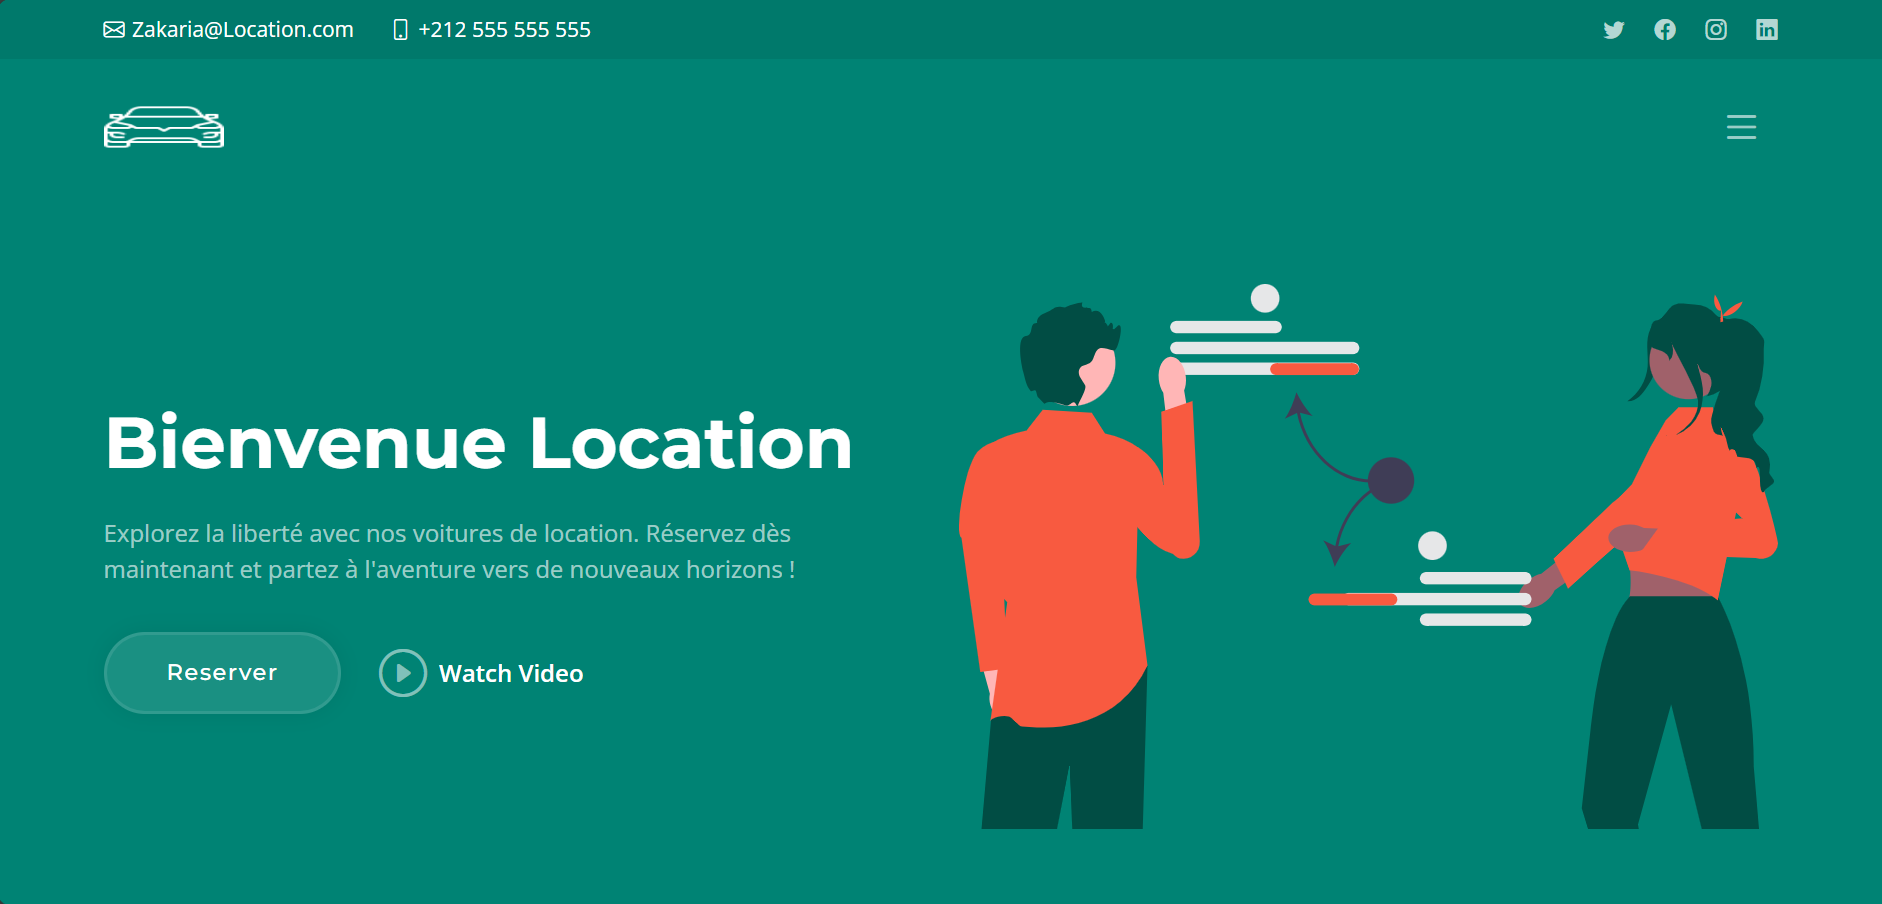 Zakaria@Location.com +212 555 555 555
Bienvenue Location
Explorez la liberté avec nos voitures de location. Réservez dès
maintenant et partez à l'aventure vers de nouveaux horizons !
Reserver Watch Video